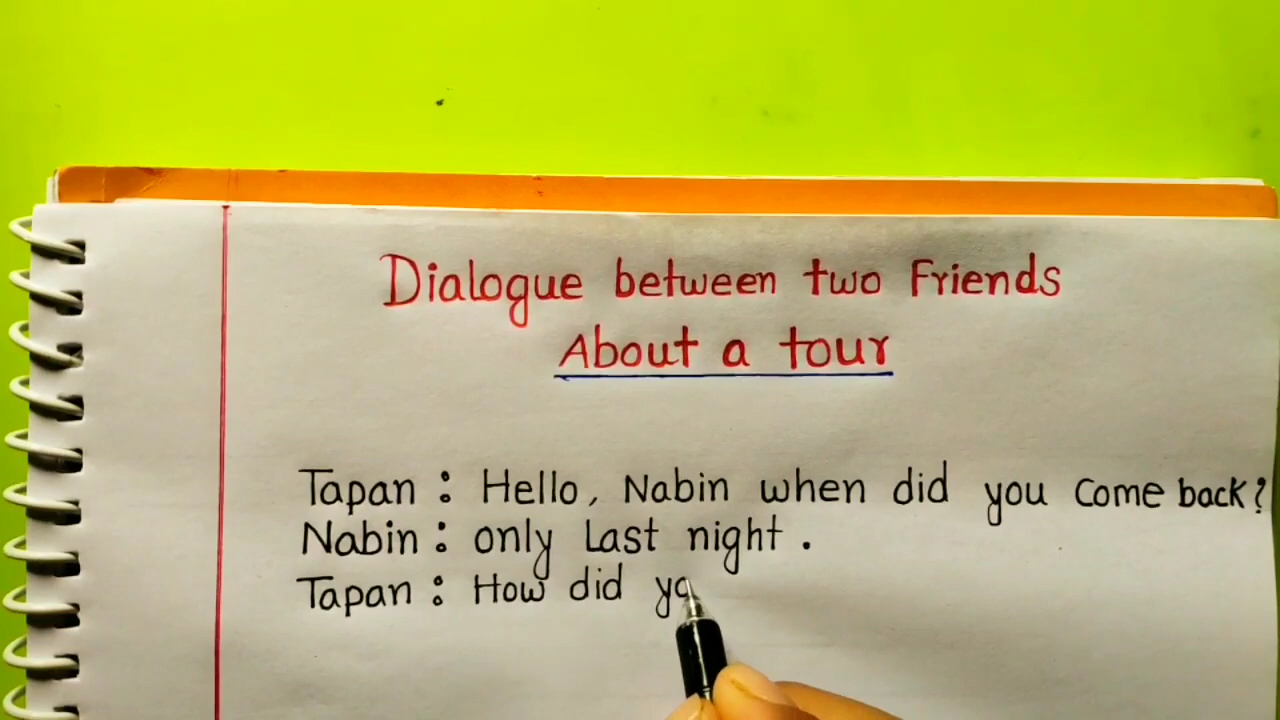 Dialogue between two Friends
About a tour
Tapan : Hello, Nabin when did you Come back?
Nabin : only Last night .
Tapan : How did yo